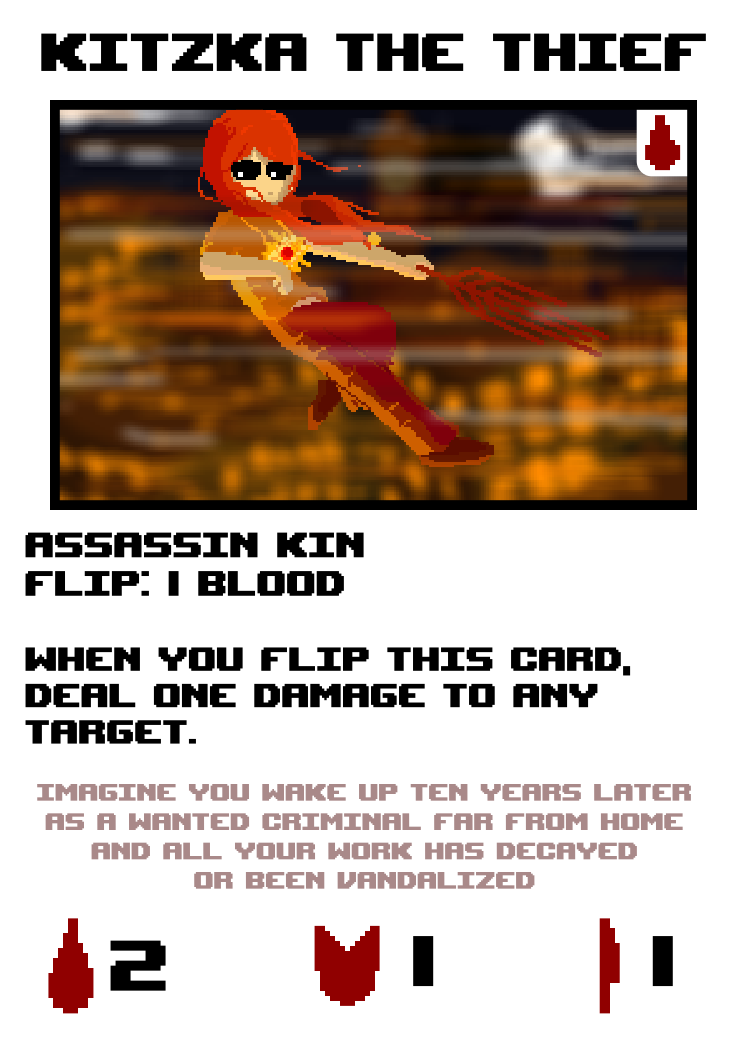 KITZKA THE THIEF
ASSASSIN KIN
FLIP: 1 BLOOD
WHEN YOU FLIP THIS CARD,
DEAL ONE DAMAGE TO ANY
TARGET.
IMAGINE YOU WAKE UP TEN YEARS LATER
AS A WANTED CRIMINAL FAR FROM HOME
AND ALL YOUR WORK HAS DECAYED
OR BEEN VANDALIZED
2 1 1